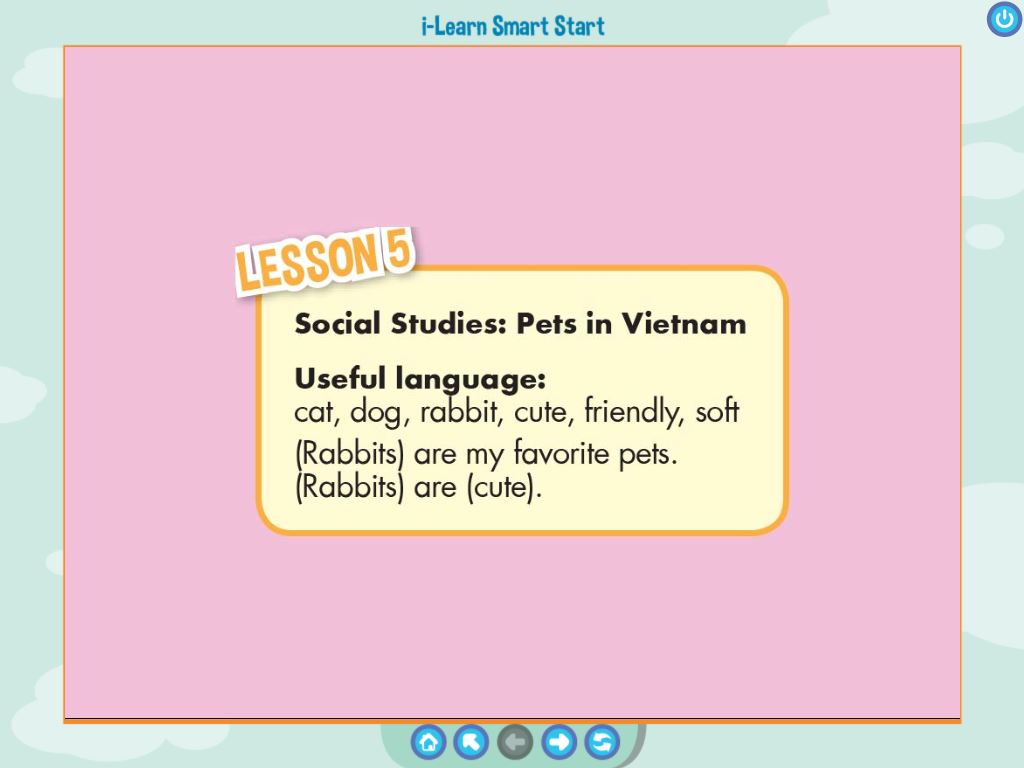 i-Learn Smart Start
LESSON 5
Social Studies: Pets in Vietnam
Useful language:
cat, dog, rabbit, cute, friendly, soft
(Rabbits) are my favorite pets.
(Rabbits) are (cute).